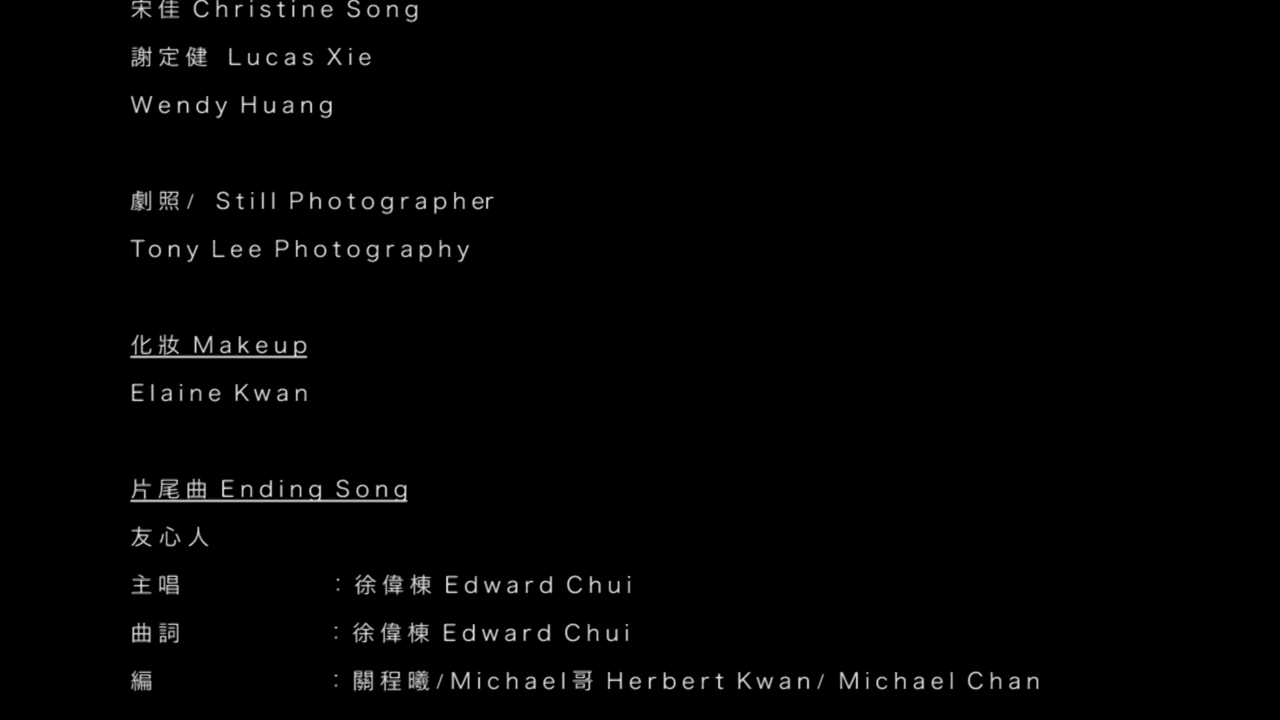 宋佳 Christine Song
謝定健 Lucas Xie
Wendy Huang
劇照/ Still Photographer
Tony Lee Photography
化妝 Makeup
Elaine Kwan
片尾曲 Ending Song
友心人
主唱 : 徐偉棟 Edward Chui
曲詞 : 徐偉棟 Edward Chui
編 : 關程曦/Michael哥 Herbert Kwan/ Michael Chan